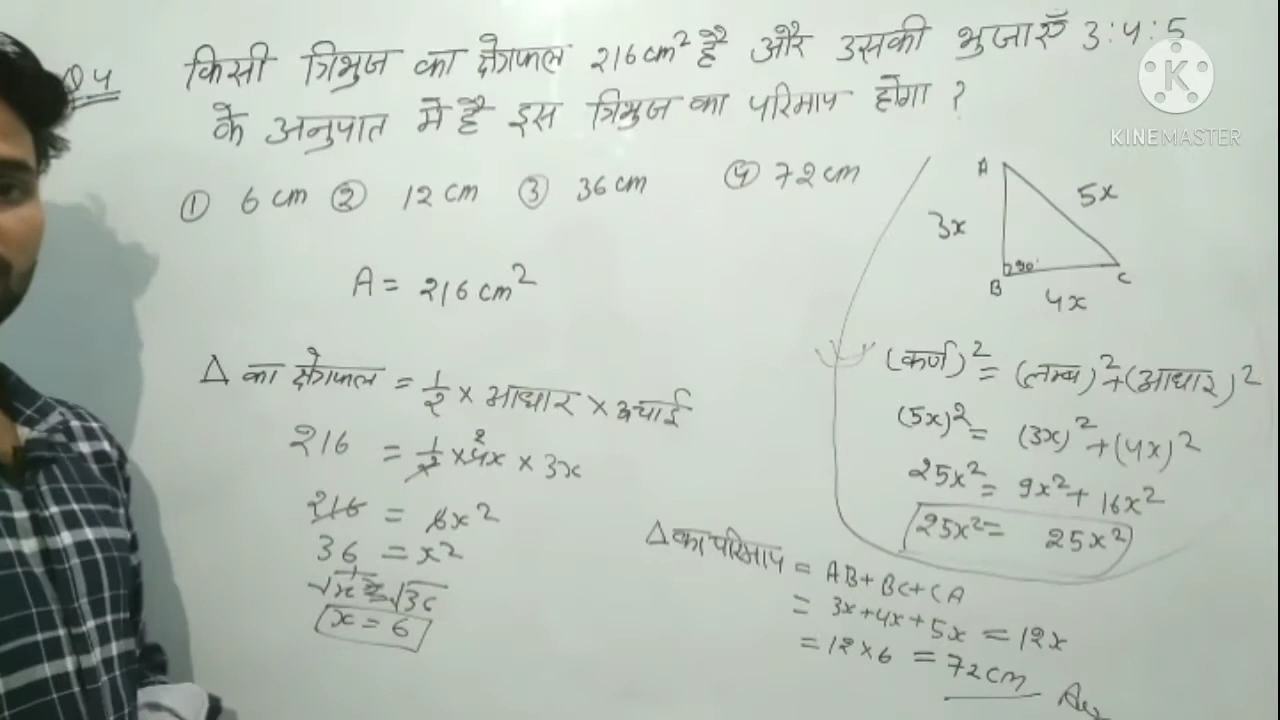 Q4 किसी त्रिभुज का क्षेत्रफल 216 cm² है और उसकी भुजाएँ 3:4:5
के अनुपात में है इस त्रिभुज का परिमाप होगा ?
① 6 cm ② 12 cm ③ 36 cm ④ 72 cm
K
KINEMASTER
A
3x
5x
90°
B
C
4x
A = 216 cm²
Δ का क्षेत्रफल = 1/2 × आधार × ऊचाई
216 = 1/2 × 4x × 3x
2
216 = 6x²
36 = x²
√x² = √36
x = 6
(कर्ण)² = (लम्ब)² + (आधार)²
(5x)² = (3x)² + (4x)²
25x² = 9x² + 16x²
25x² = 25x²
Δ का परिमाप = AB + BC + CA
= 3x + 4x + 5x = 12x
= 12 × 6 = 72 cm Ans